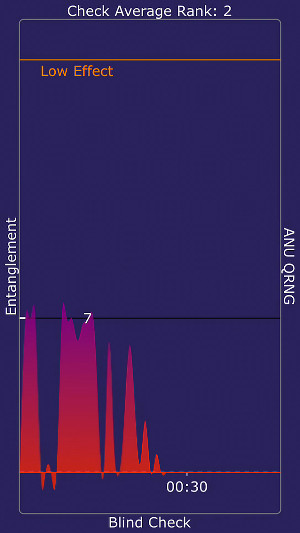 Check Average Rank: 2
Low Effect
Entanglement
ANU QRNG
7
00:30
Blind Check